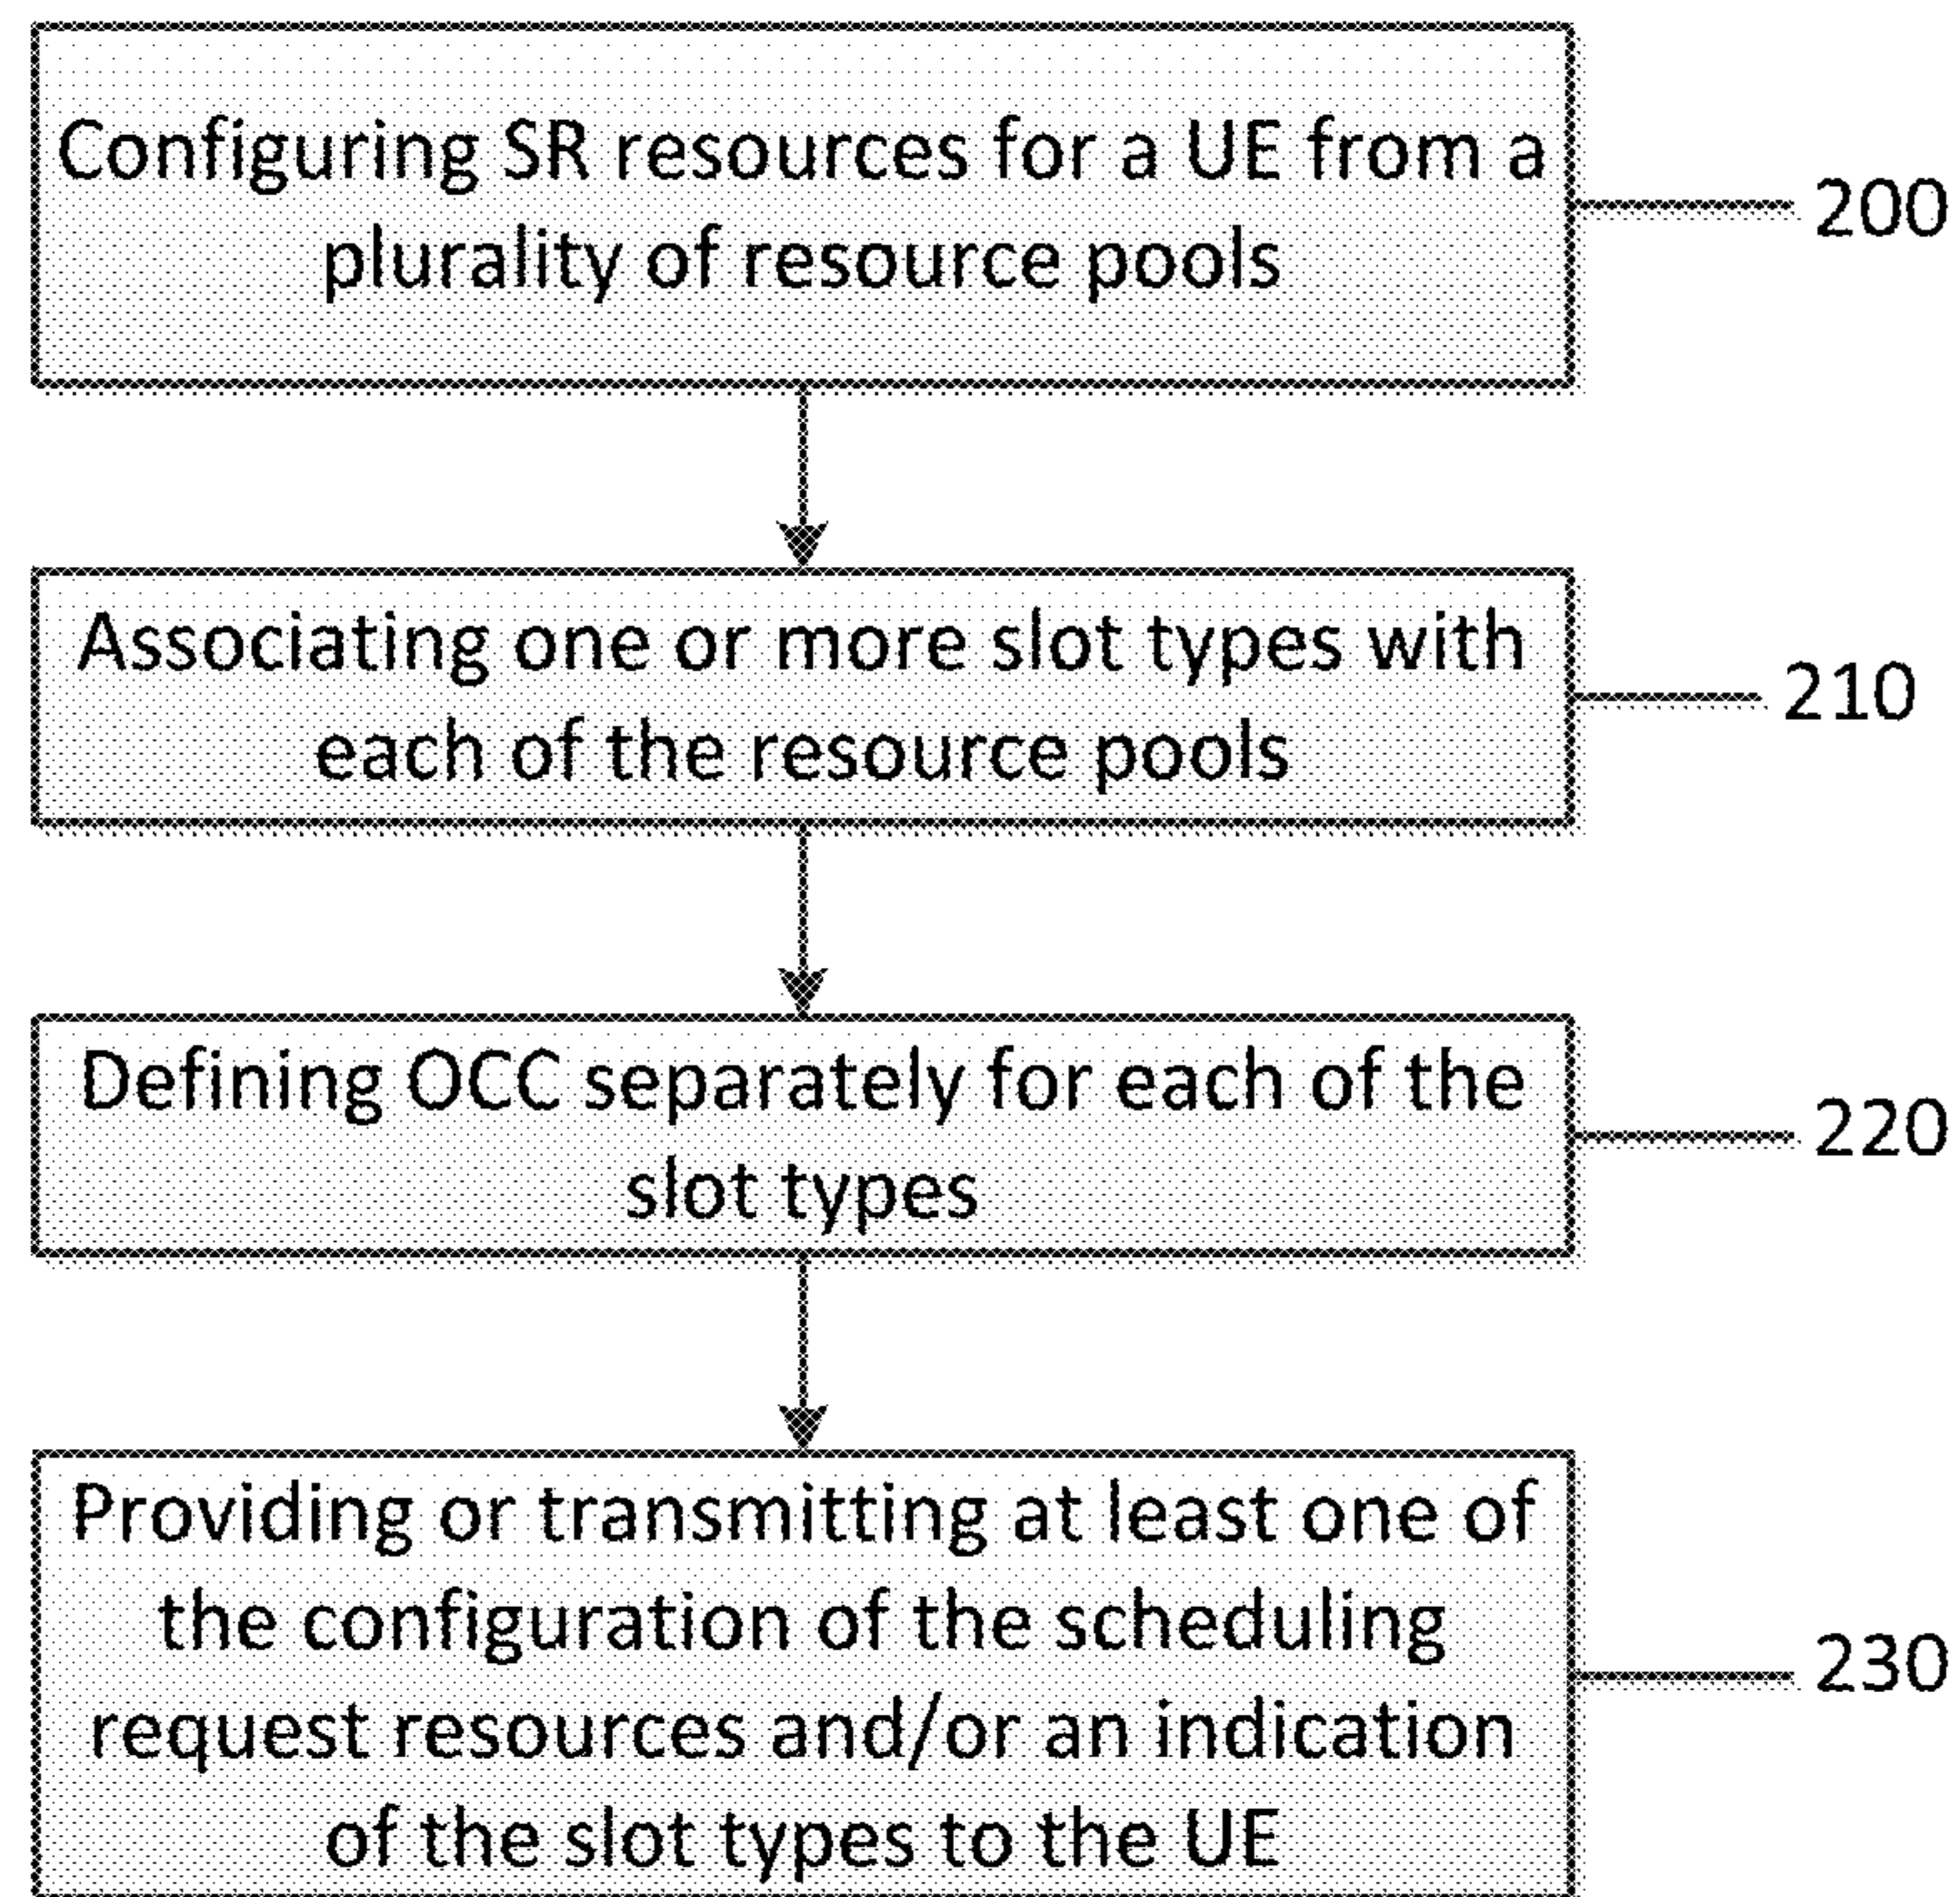 Configuring SR resources for a UE from a
plurality of resource pools
200
Associating one or more slot types with
each of the resource pools
210
Defining OCC separately for each of the
slot types
220
Providing or transmitting at least one of
the configuration of the scheduling
request resources and/or an indication
of the slot types to the UE
230